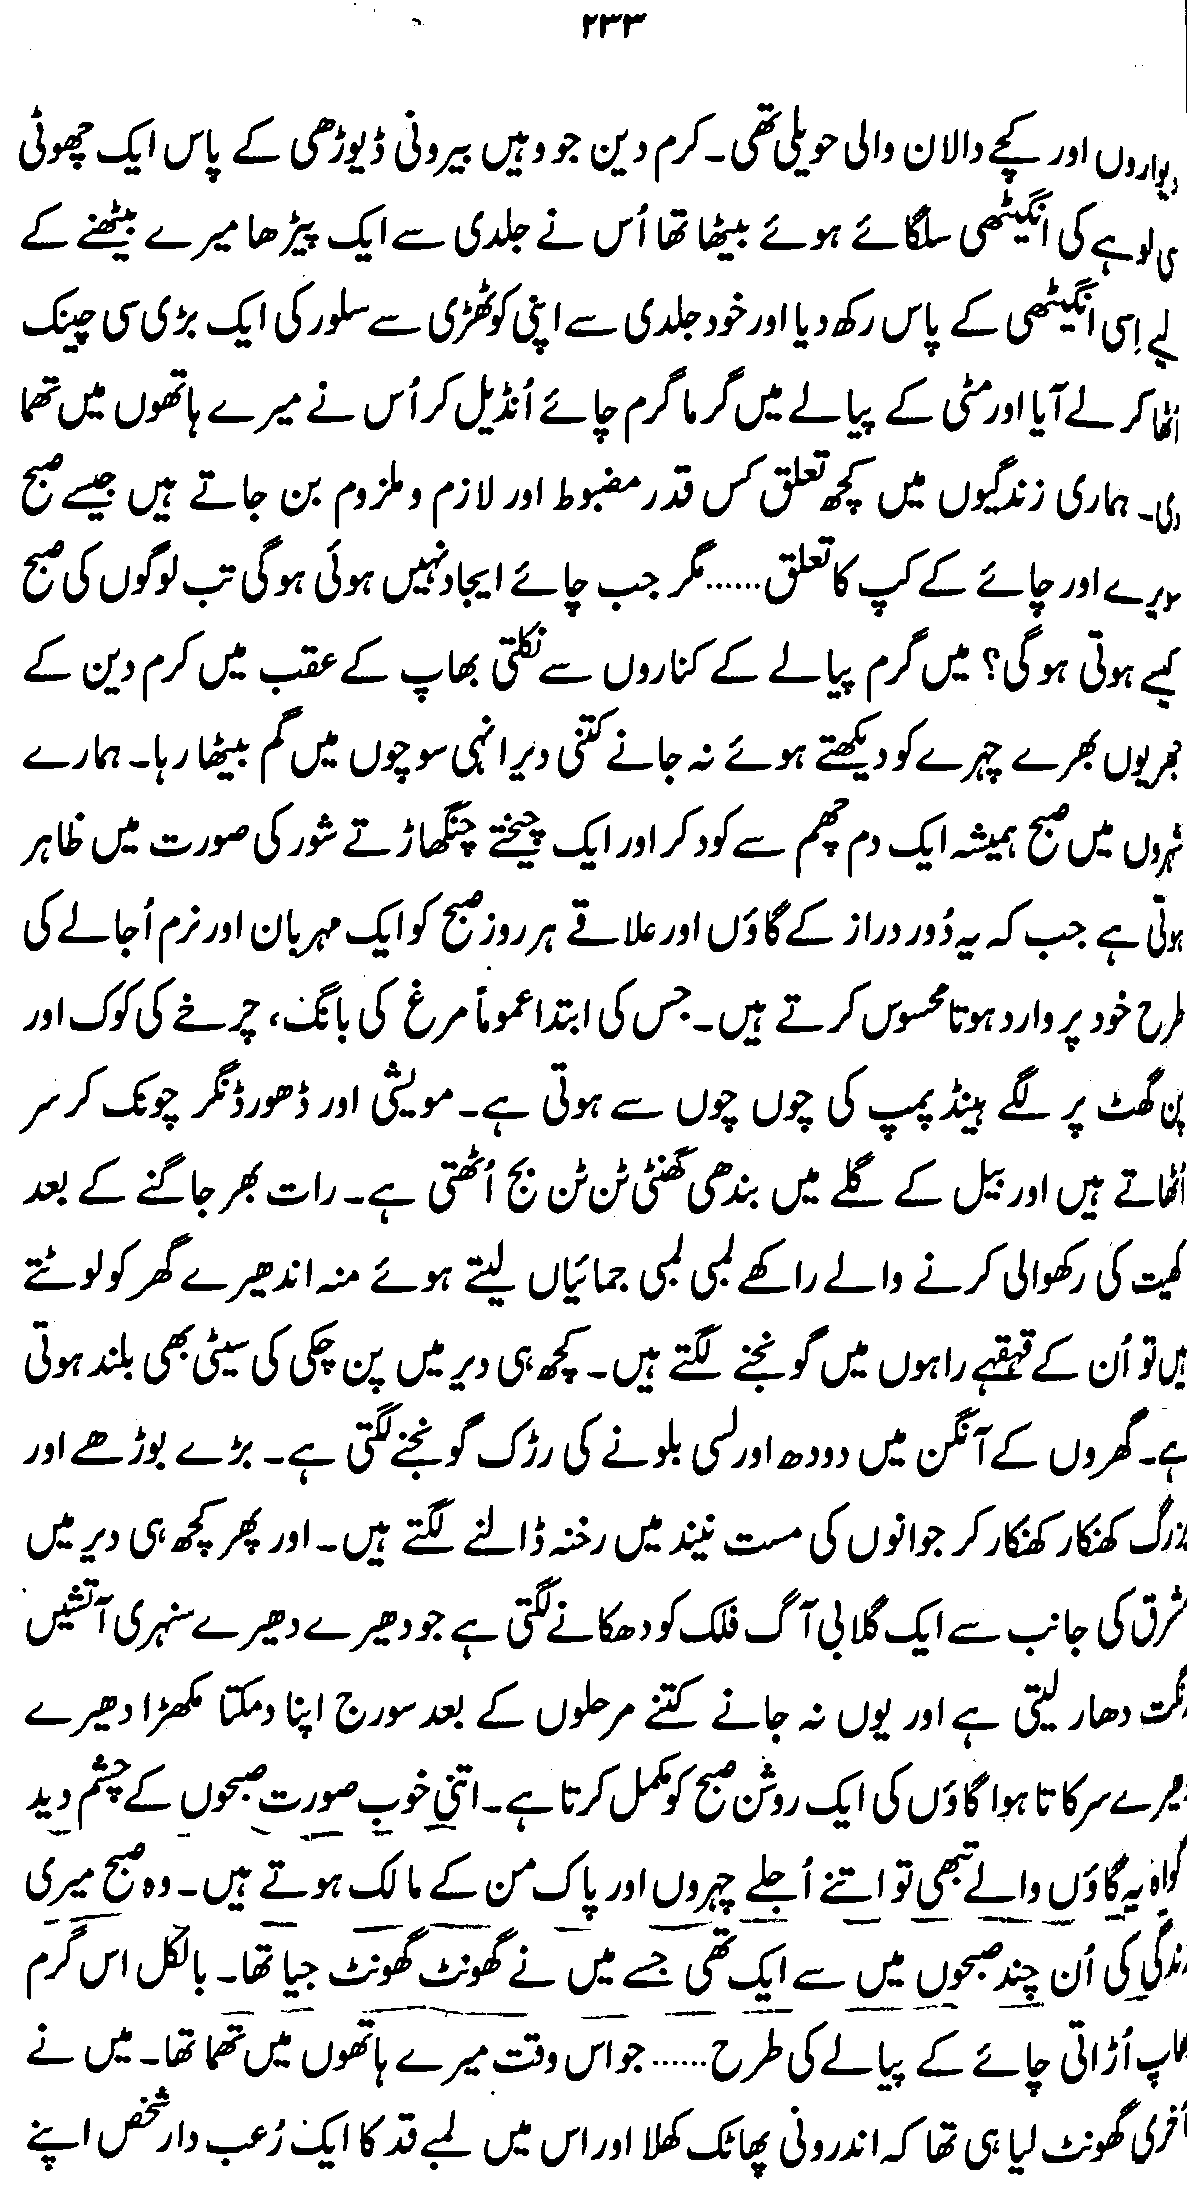 ۲۳۳
دیواروں اور کچے دالان والی حویلی تھی۔ کرم دین جو وہیں بیرونی ڈیوڑھی کے پاس ایک چھوٹی
ی لوہے کی انگیٹھی سلگائے ہوئے بیٹھا تھا اُس نے جلدی سے ایک پیڑھا میرے بیٹھنے کے
لیے اِسی انگیٹھی کے پاس رکھ دیا اور خود جلدی سے اپنی کوٹھڑی سے سلور کی ایک بڑی سی چینک
اٹھا کر لے آیا اور مٹی کے پیالے میں گرما گرم چائے اُنڈیل کر اُس نے میرے ہاتھوں میں تھما
دی۔ ہماری زندگیوں میں کچھ تعلق کس قدر مضبوط اور لازم و ملزوم بن جاتے ہیں جیسے صبح
سویرے اور چائے کے کپ کا تعلق...... مگر جب چائے ایجاد نہیں ہوئی ہوگی تب لوگوں کی صبح
کیسے ہوتی ہوگی؟ میں گرم پیالے کے کناروں سے نکلتی بھاپ کے عقب میں کرم دین کے
جھریوں بھرے چہرے کو دیکھتے ہوئے نہ جانے کتنی دیر انہی سوچوں میں گم بیٹھا رہا۔ ہمارے
شہروں میں صبح ہمیشہ ایک دم چھم سے کود کر اور ایک چیختے چنگھاڑتے شور کی صورت میں ظاہر
ہوتی ہے جب کہ یہ دُور دراز کے گاؤں اور علاقے ہر روز صبح کو ایک مہربان اور نرم اُجالے کی
طرح خود پر وارد ہوتا محسوس کرتے ہیں۔ جس کی ابتدا عموماً مرغ کی بانگ، چرخے کی کوک اور
پن گھٹ پر لگے ہینڈ پمپ کی چوں چوں سے ہوتی ہے۔ مویشی اور ڈھور ڈنگر چونک کر سر
اُٹھاتے ہیں اور بیل کے گلے میں بندھی گھنٹی ٹن ٹن بج اُٹھتی ہے۔ رات بھر جاگنے کے بعد
کھیت کی رکھوالی کرنے والے راکھے لمبی لمبی جمائیاں لیتے ہوئے منہ اندھیرے گھر کو لوٹتے
ہیں تو اُن کے قہقہے راہوں میں گونجنے لگتے ہیں۔ کچھ ہی دیر میں پن چکی کی سیٹی بھی بلند ہوتی
ہے۔ گھروں کے آنگن میں دودھ اور لسی بلونے کی رڑک گونجنے لگتی ہے۔ بڑے بوڑھے اور
بزرگ کھنکار کھنکار کر جوانوں کی مست نیند میں رخنہ ڈالنے لگتے ہیں۔ اور پھر کچھ ہی دیر میں
مشرق کی جانب سے ایک گلابی آگ فلک کو دھکانے لگتی ہے جو دھیرے دھیرے سنہری آتشیں
رنگت دھار لیتی ہے اور یوں نہ جانے کتنے مرحلوں کے بعد سورج اپنا دمکتا مکھڑا دھیرے
دھیرے سرکاتا ہوا گاؤں کی ایک روشن صبح کو مکمل کرتا ہے۔ اتنی خوب صورت صبحوں کے چشم دید
گواہ یہ گاؤں والے تبھی تو اتنے اُجلے چہروں اور پاک من کے مالک ہوتے ہیں۔ وہ صبح میری
زندگی کی اُن چند صبحوں میں سے ایک تھی جسے میں نے گھونٹ گھونٹ جیا تھا۔ بالکل اس گرم
بھاپ اُڑاتی چائے کے پیالے کی طرح...... جو اس وقت میرے ہاتھوں میں تھما تھا۔ میں نے
آخری گھونٹ لیا ہی تھا کہ اندرونی پھاٹک کھلا اور اس میں لمبے قد کا ایک رُعب دار شخص اپنے